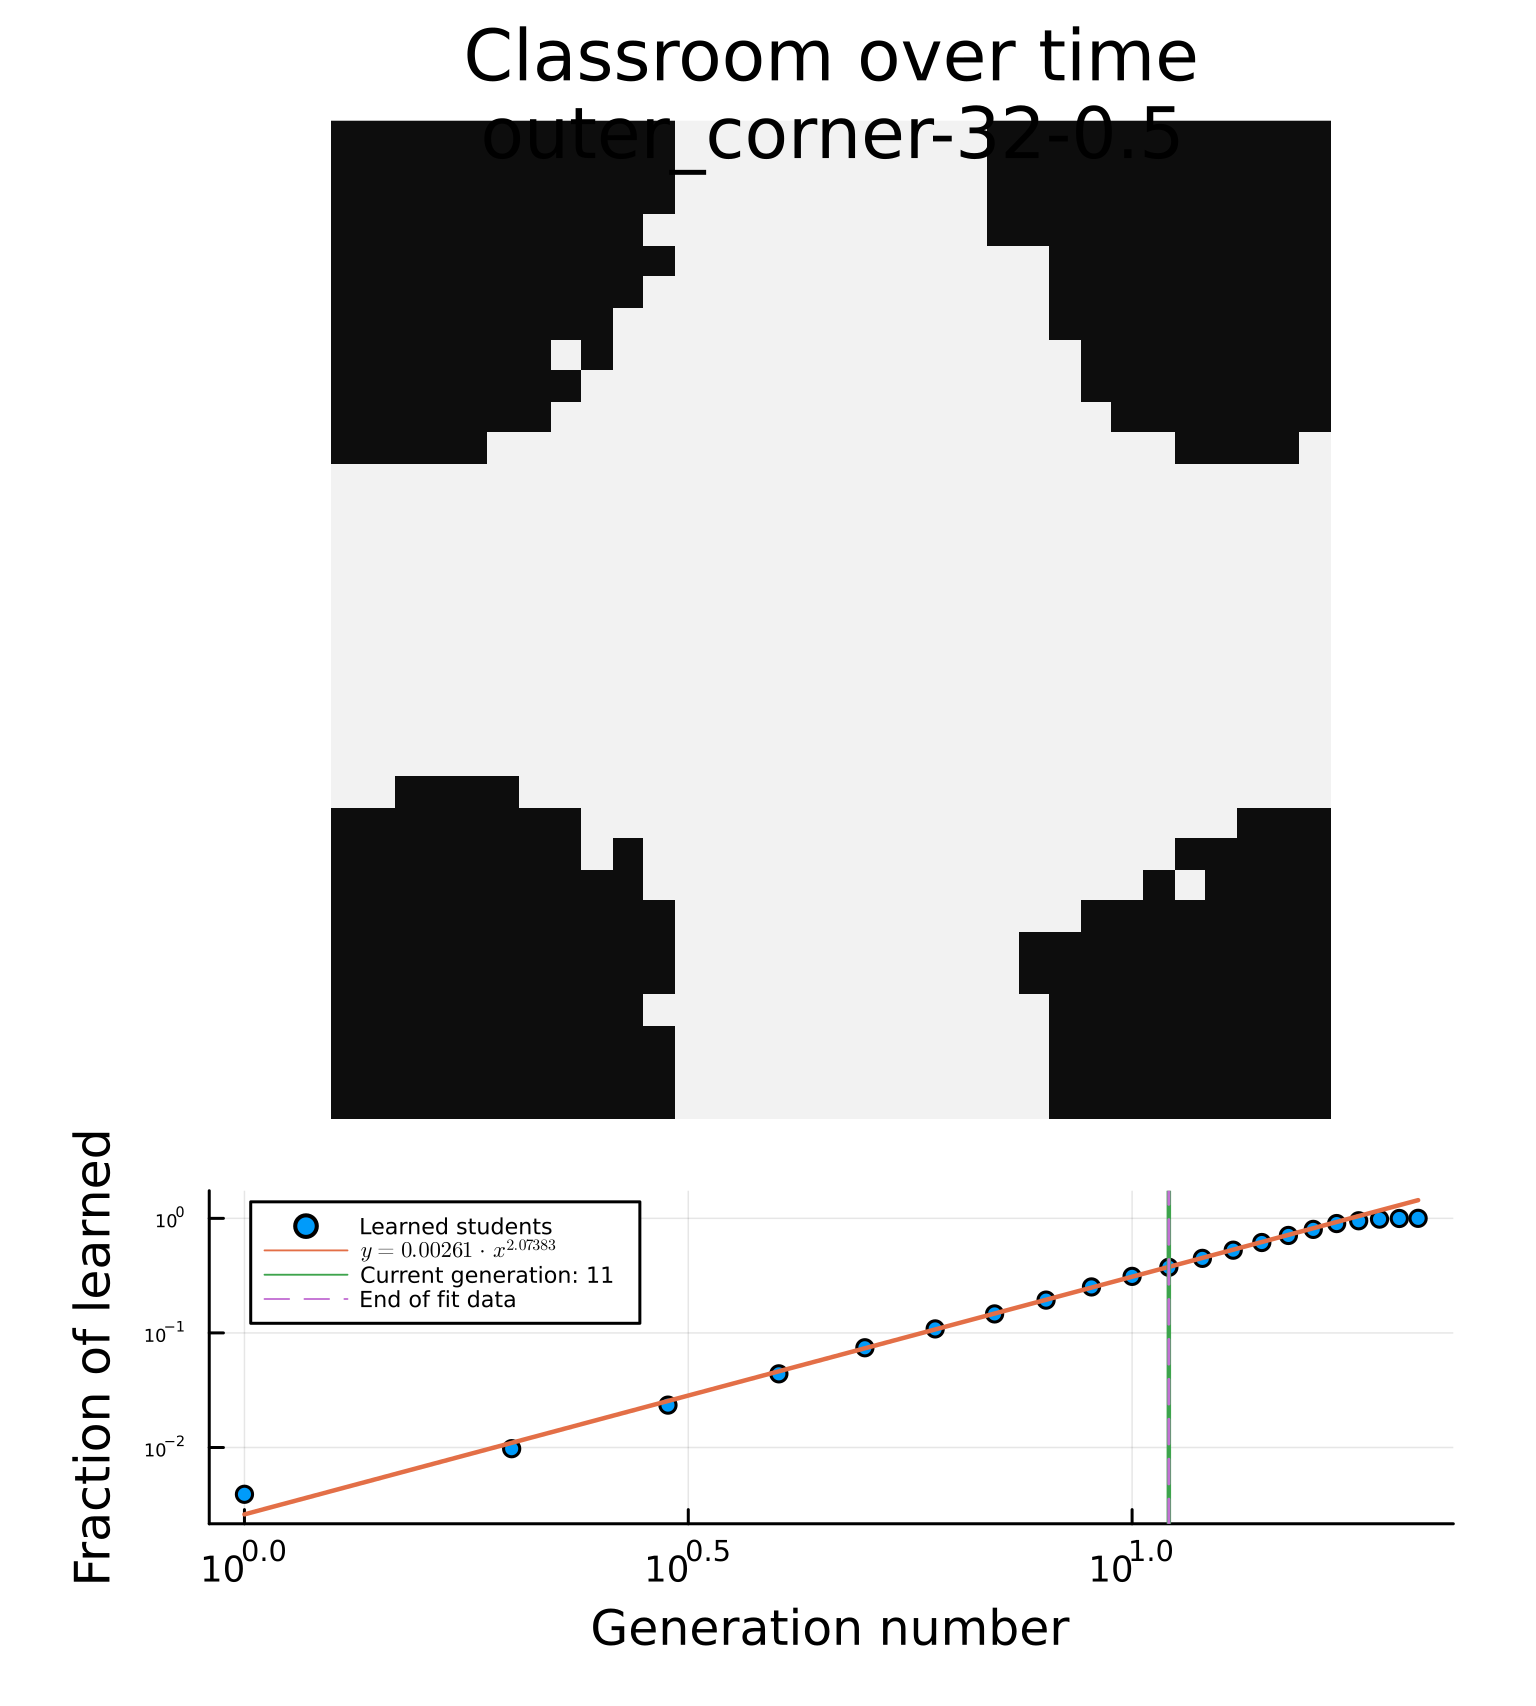 Classroom over time
outer_corner-32-0.5
Fraction of learned
10⁰
10⁻¹
10⁻²
Learned students
y = 0.00261 · x^2.07383
Current generation: 11
End of fit data
10^0.0
10^0.5
10^1.0
Generation number